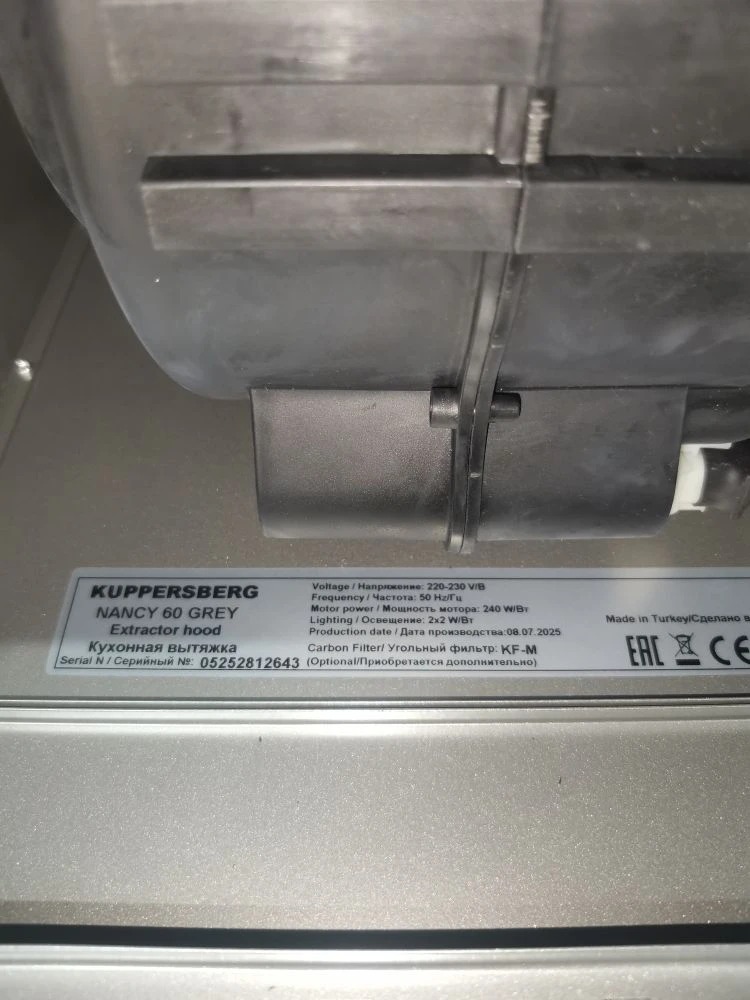 KUPPERSBERG
NANCY 60 GREY
Extractor hood
Кухонная вытяжка
Serial N / Серийный №: 05252812643
Voltage / Напряжение: 220-230 V/В
Frequency / Частота: 50 Hz/Гц
Motor power / Мощность мотора: 240 W/Вт
Lighting / Освещение: 2x2 W/Вт
Production date / Дата производства:08.07.2025
Carbon Filter/ Угольный фильтр: KF-M
(Optional/Приобретается дополнительно)
Made in Turkey/Сделано в
EAC CE